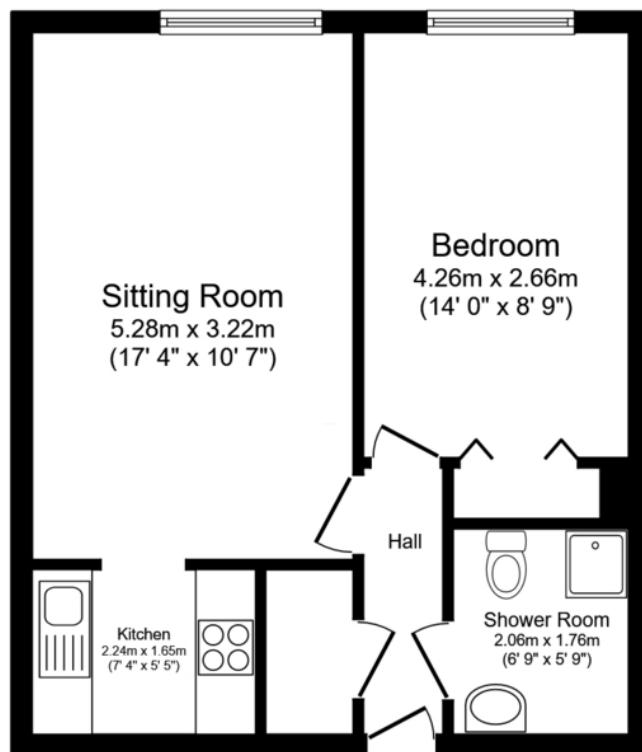 Sitting Room
5.28m x 3.22m
(17' 4" x 10' 7")
Bedroom
4.26m x 2.66m
(14' 0" x 8' 9")
Hall
Kitchen
2.24m x 1.65m
(7' 4" x 5' 5")
Shower Room
2.06m x 1.76m
(6' 9" x 5' 9")